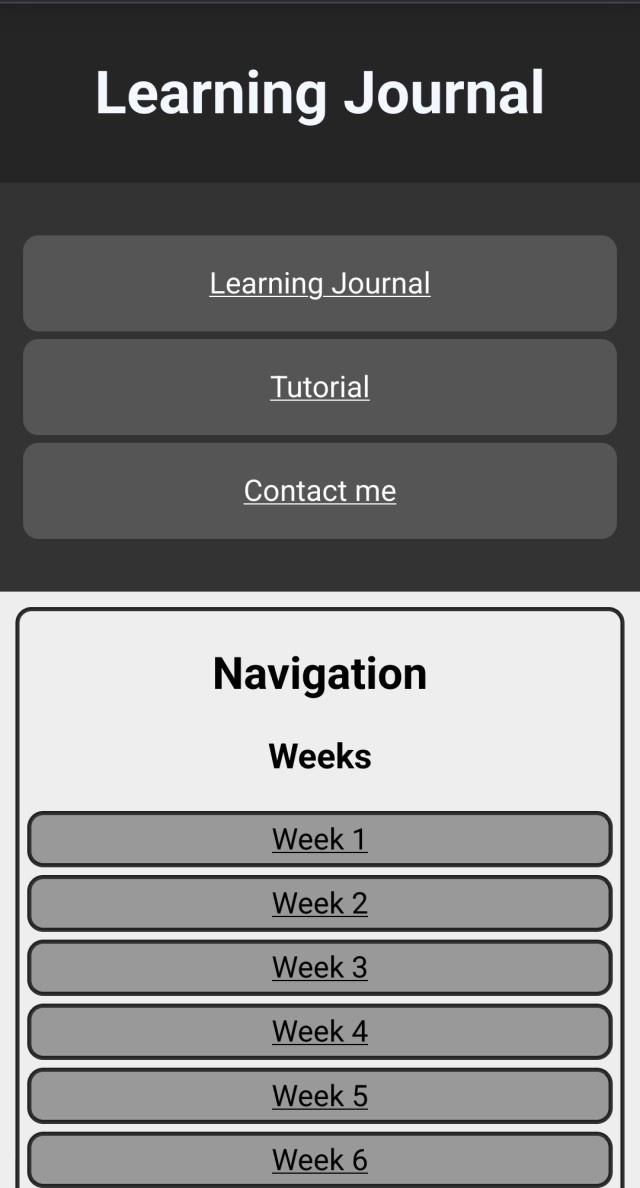 Learning Journal
Learning Journal
Tutorial
Contact me
Navigation
Weeks
Week 1
Week 2
Week 3
Week 4
Week 5
Week 6